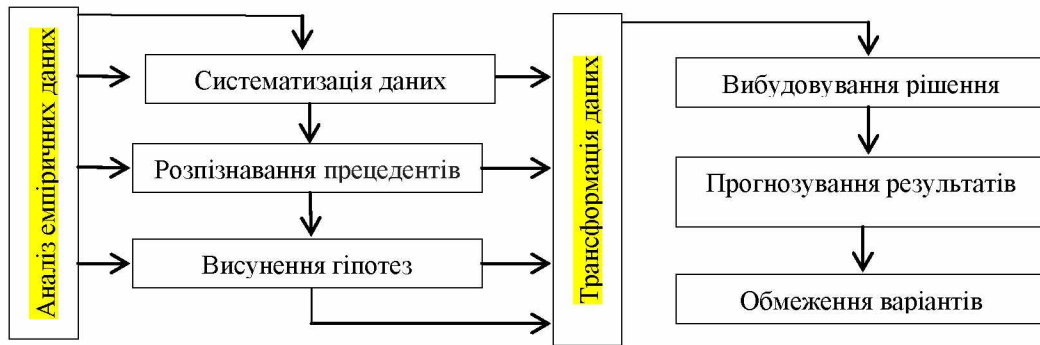 Аналіз емпіричних даних
Систематизація даних
Розпізнавання прецедентів
Висунення гіпотез
Трансформація даних
Вибудовування рішення
Прогнозування результатів
Обмеження варіантів